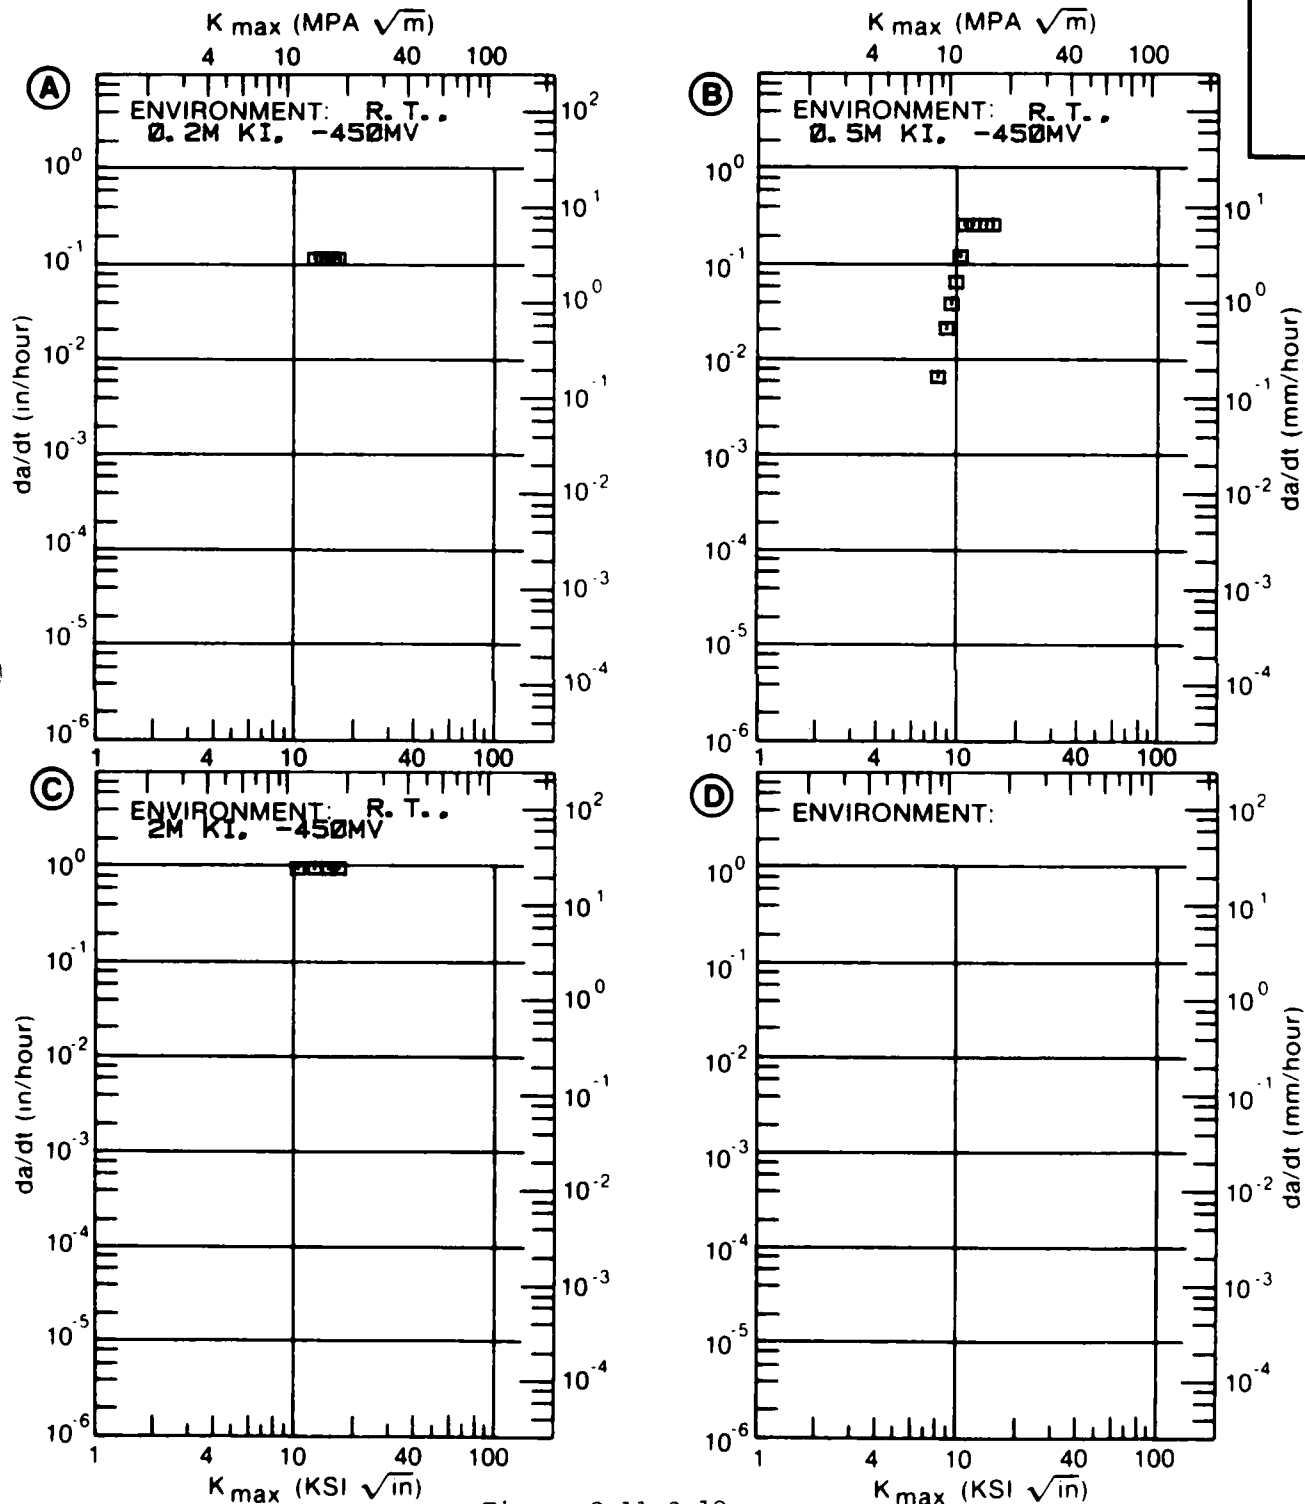 K max (MPA √m)
4 10 40 100
A
ENVIRONMENT: R.T.,
0.2M KI. -450MV
10^0
10^-1
10^-2
10^-3
10^-4
10^-5
10^-6
da/dt (in/hour)
10^2
10^1
10^0
10^-1
10^-2
10^-3
10^-4
1 4 10 40 100
K max (MPA √m)
4 10 40 100
B
ENVIRONMENT: R.T.,
0.5M KI. -450MV
10^0
10^-1
10^-2
10^-3
10^-4
10^-5
10^-6
10^1
10^0
10^-1
10^-2
10^-3
10^-4
da/dt (mm/hour)
1 4 10 40 100
C
ENVIRONMENT: R.T.,
2M KI. -450MV
10^0
10^-1
10^-2
10^-3
10^-4
10^-5
10^-6
da/dt (in/hour)
10^2
10^1
10^0
10^-1
10^-2
10^-3
10^-4
1 4 10 40 100
K max (KSI √in)
D
ENVIRONMENT:
10^0
10^-1
10^-2
10^-3
10^-4
10^-5
10^-6
10^2
10^1
10^0
10^-1
10^-2
10^-3
10^-4
da/dt (mm/hour)
1 4 10 40 100
K max (KSI √in)